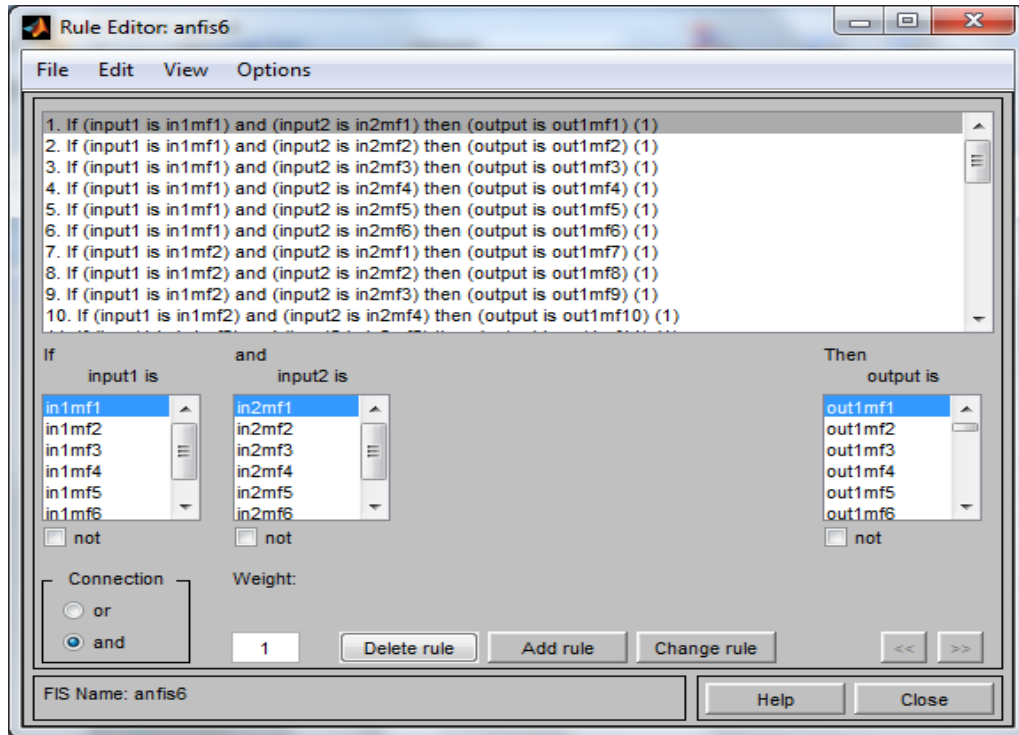 Rule Editor: anfis6
File Edit View Options
1. If (input1 is in1mf1) and (input2 is in2mf1) then (output is out1mf1) (1)
2. If (input1 is in1mf1) and (input2 is in2mf2) then (output is out1mf2) (1)
3. If (input1 is in1mf1) and (input2 is in2mf3) then (output is out1mf3) (1)
4. If (input1 is in1mf1) and (input2 is in2mf4) then (output is out1mf4) (1)
5. If (input1 is in1mf1) and (input2 is in2mf5) then (output is out1mf5) (1)
6. If (input1 is in1mf1) and (input2 is in2mf6) then (output is out1mf6) (1)
7. If (input1 is in1mf2) and (input2 is in2mf1) then (output is out1mf7) (1)
8. If (input1 is in1mf2) and (input2 is in2mf2) then (output is out1mf8) (1)
9. If (input1 is in1mf2) and (input2 is in2mf3) then (output is out1mf9) (1)
10. If (input1 is in1mf2) and (input2 is in2mf4) then (output is out1mf10) (1)
If and Then
input1 is input2 is output is
in1mf1 in2mf1 out1mf1
in1mf2 in2mf2 out1mf2
in1mf3 in2mf3 out1mf3
in1mf4 in2mf4 out1mf4
in1mf5 in2mf5 out1mf5
in1mf6 in2mf6 out1mf6
not not not
Connection Weight:
or
and 1 Delete rule Add rule Change rule << >>
FIS Name: anfis6 Help Close